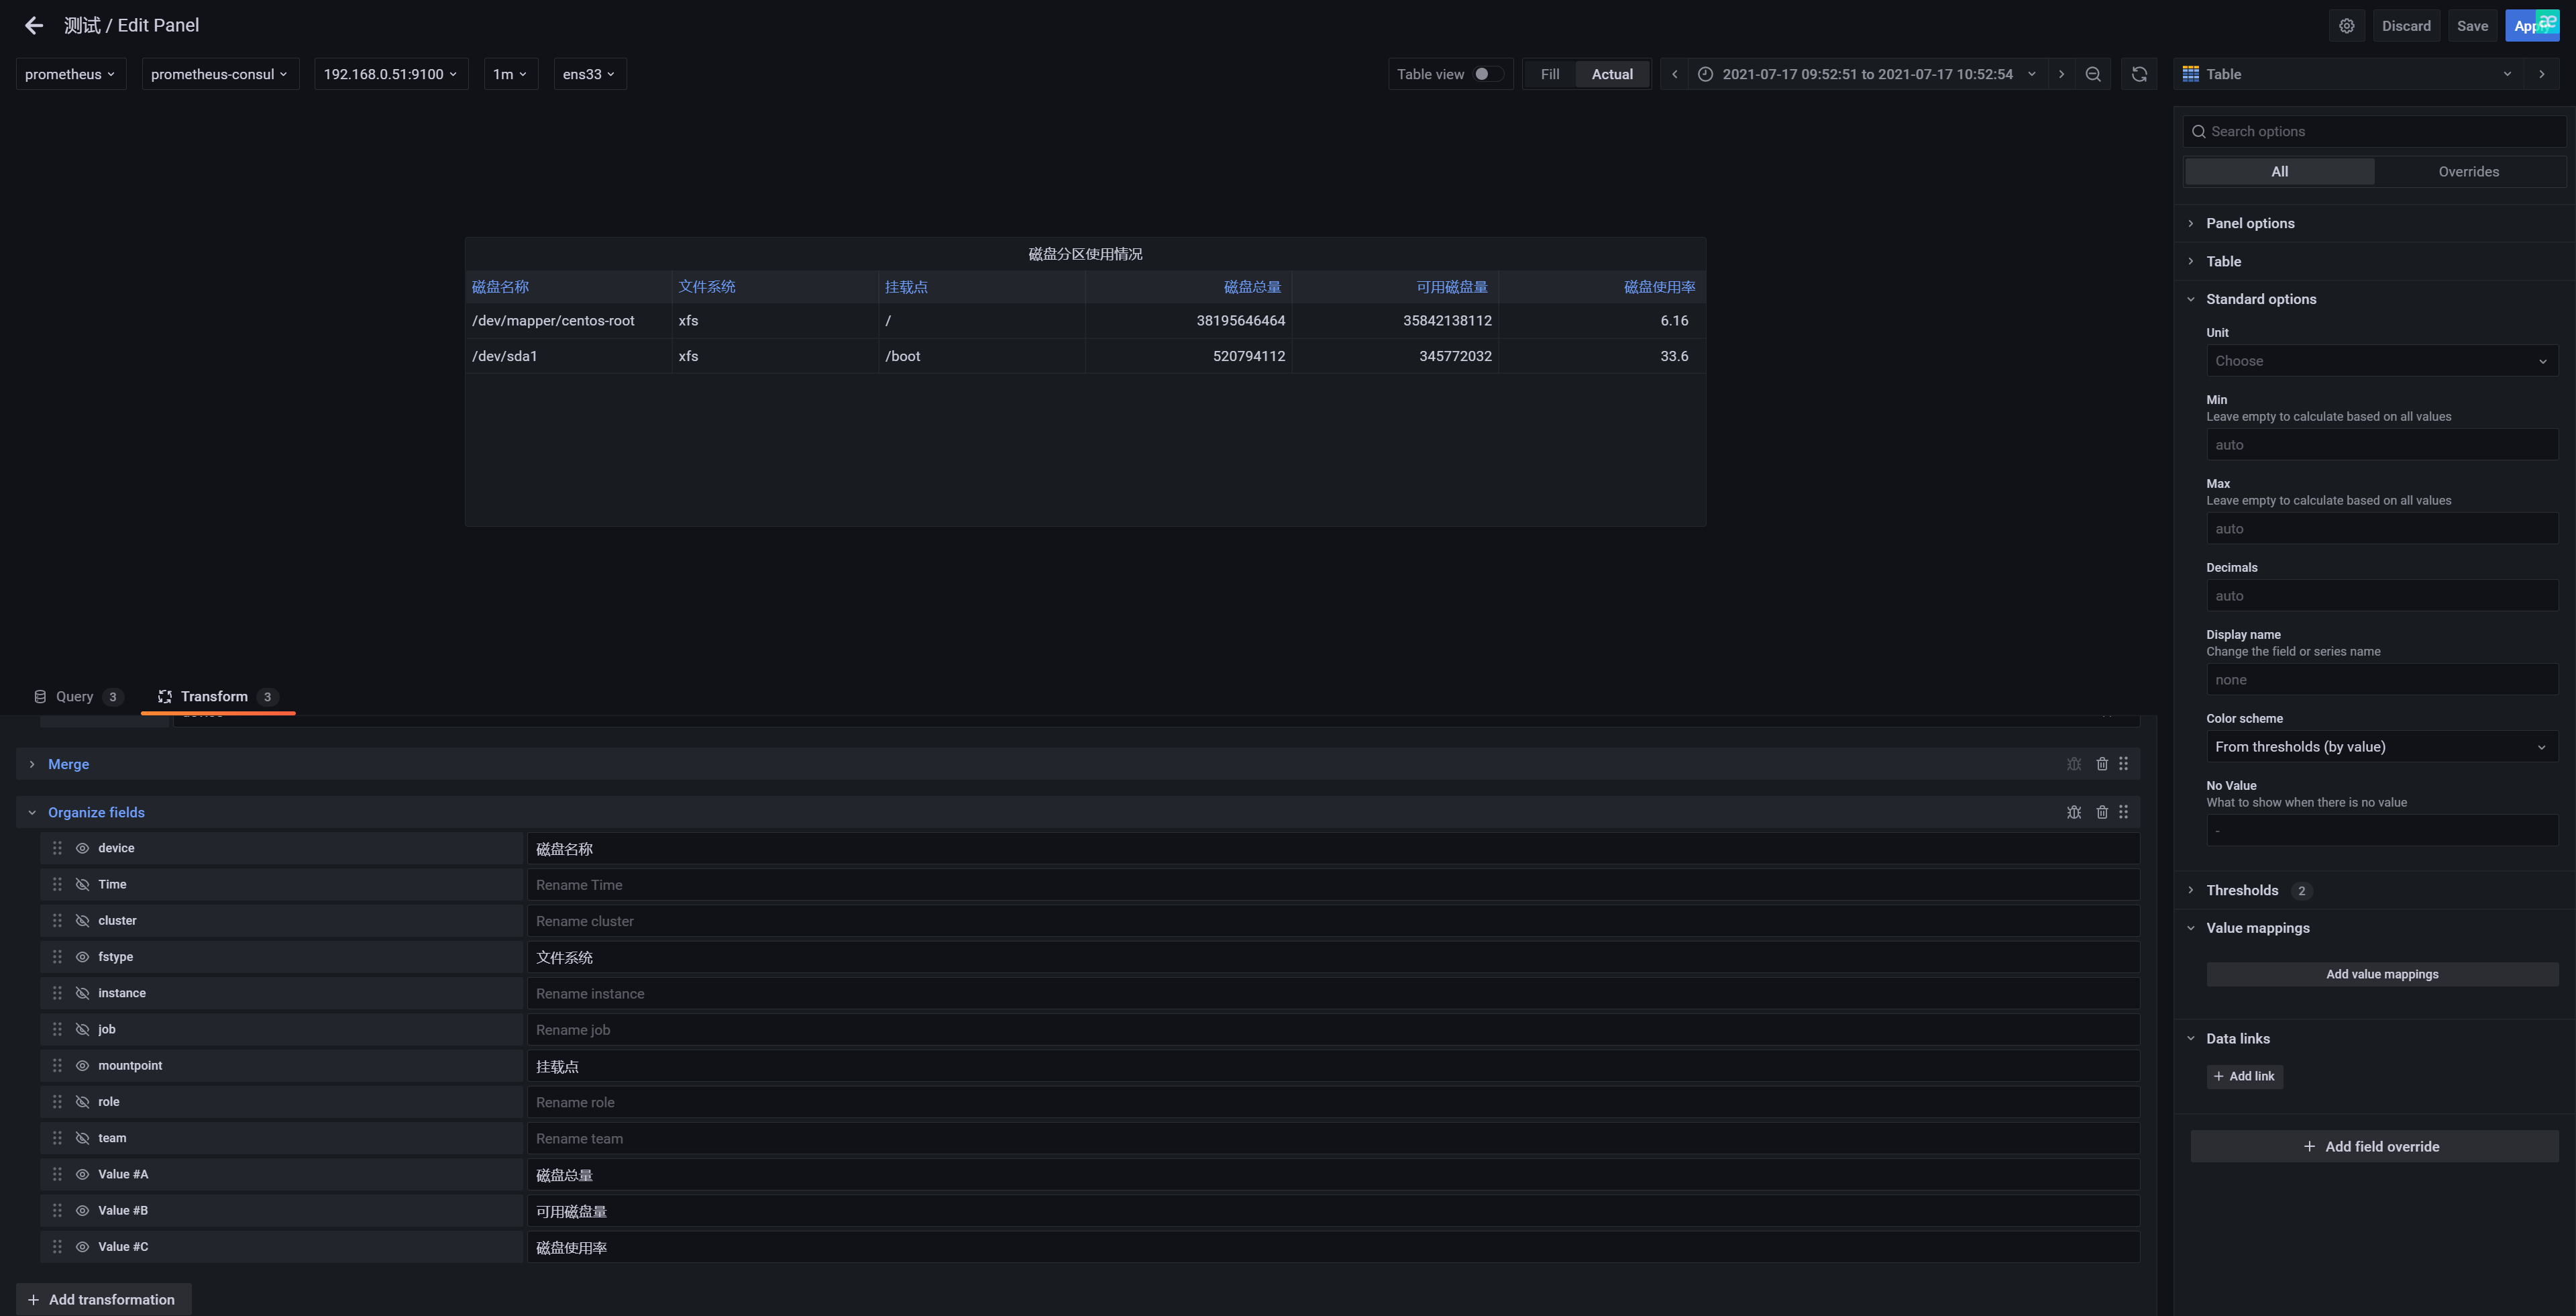 测试 / Edit Panel
Discard
Save
prometheus
prometheus-consul
192.168.0.51:9100
1m
ens33
Table view
Fill
Actual
2021-07-17 09:52:51 to 2021-07-17 10:52:54
Table
Search options
All
Overrides
Panel options
Table
Standard options
Unit
Choose
Min
Leave empty to calculate based on all values
auto
Max
Leave empty to calculate based on all values
auto
Decimals
auto
Display name
Change the field or series name
none
Color scheme
From thresholds (by value)
No Value
What to show when there is no value
-
Thresholds 2
Value mappings
Add value mappings
Data links
+ Add link
+ Add field override
磁盘分区使用情况
磁盘名称 文件系统 挂载点 磁盘总量 可用磁盘量 磁盘使用率
/dev/mapper/centos-root xfs / 38195646464 35842138112 6.16
/dev/sda1 xfs /boot 520794112 345772032 33.6
Query 3
Transform 3
Merge
Organize fields
device 磁盘名称
Time Rename Time
cluster Rename cluster
fstype 文件系统
instance Rename instance
job Rename job
mountpoint 挂载点
role Rename role
team Rename team
Value #A 磁盘总量
Value #B 可用磁盘量
Value #C 磁盘使用率
+ Add transformation